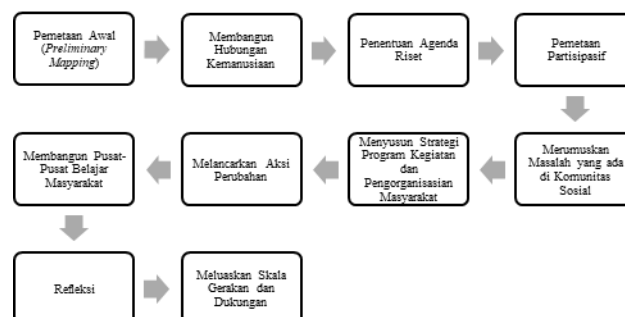 Pemetaan Awal
(Preliminary
Mapping)
Membangun
Hubungan
Kemanusiaan
Penentuan Agenda
Riset
Pemetaan
Partisipasif
Merumuskan
Masalah yang ada
di Komunitas
Sosial
Menyusun Strategi
Program Kegiatan
dan
Pengorganisasian
Masyarakat
Melancarkan Aksi
Perubahan
Membangun Pusat-
Pusat Belajar
Masyarakat
Refleksi
Meluaskan Skala
Gerakan dan
Dukungan